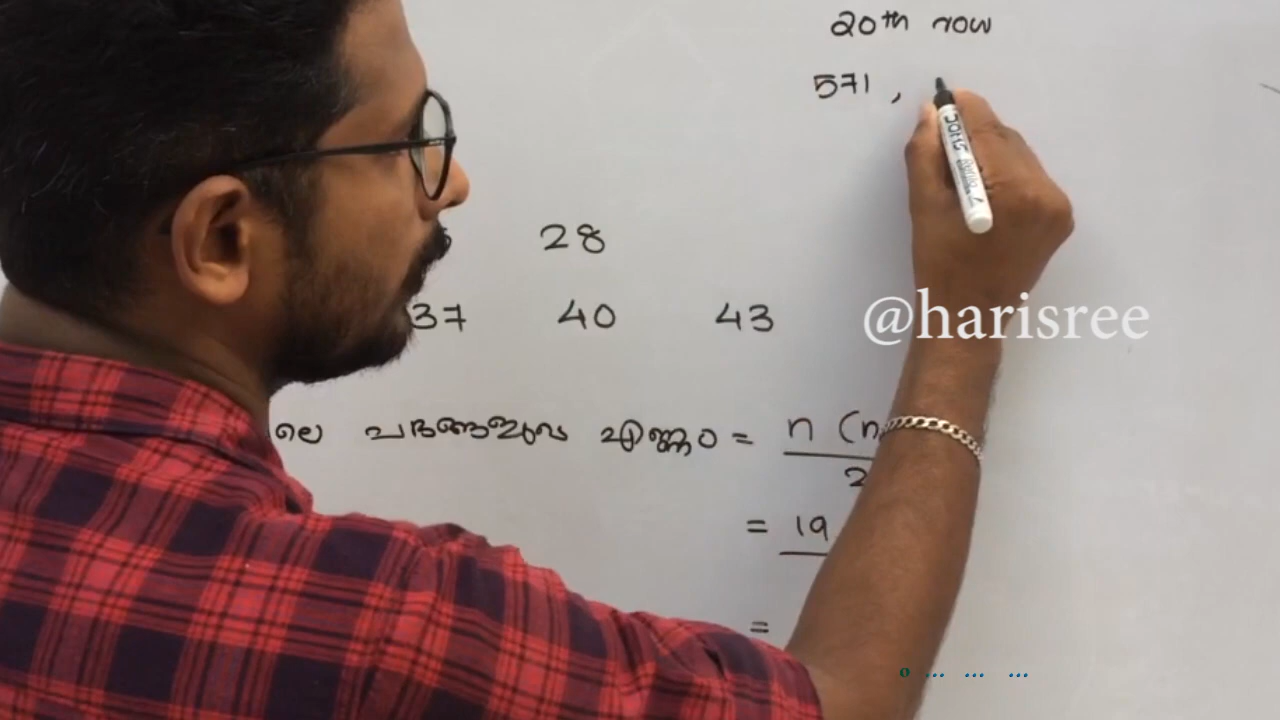 20th row
571 ,
28
37 40 43
@harisree
ലെ പദങ്ങളുടെ എണ്ണം = n (n
2
= 19
=